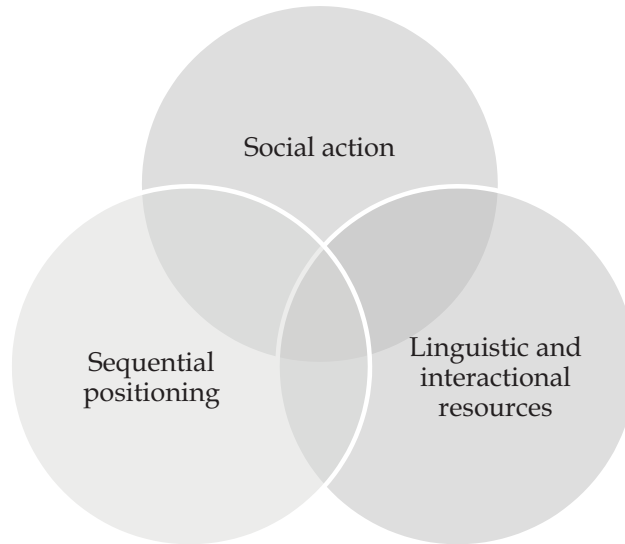 Social action
Sequential
positioning
Linguistic and
interactional
resources